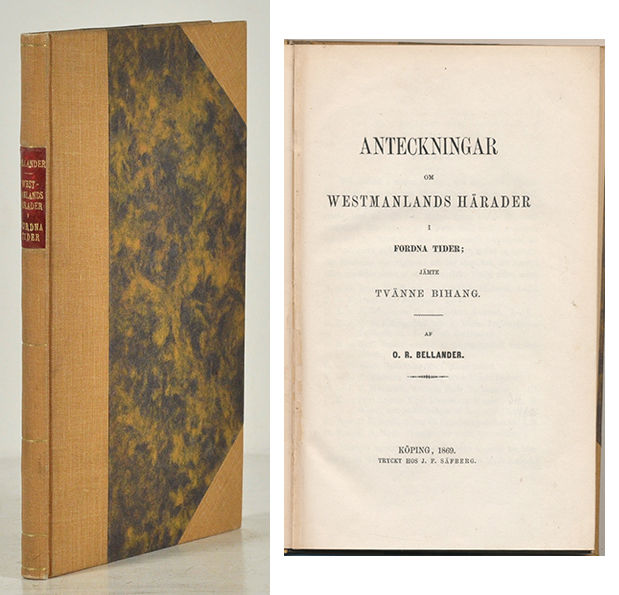 LANDER
WEST-
MANLANDS
HÄRADER
I
FORDNA
TIDER
ANTECKNINGAR
OM
WESTMANLANDS HÄRADER
I
FORDNA TIDER;
JÄMTE
TVÄNNE BIHANG.
AF
O. R. BELLANDER.
KÖPING, 1869.
TRYCKT HOS J. F. SÄFBERG.